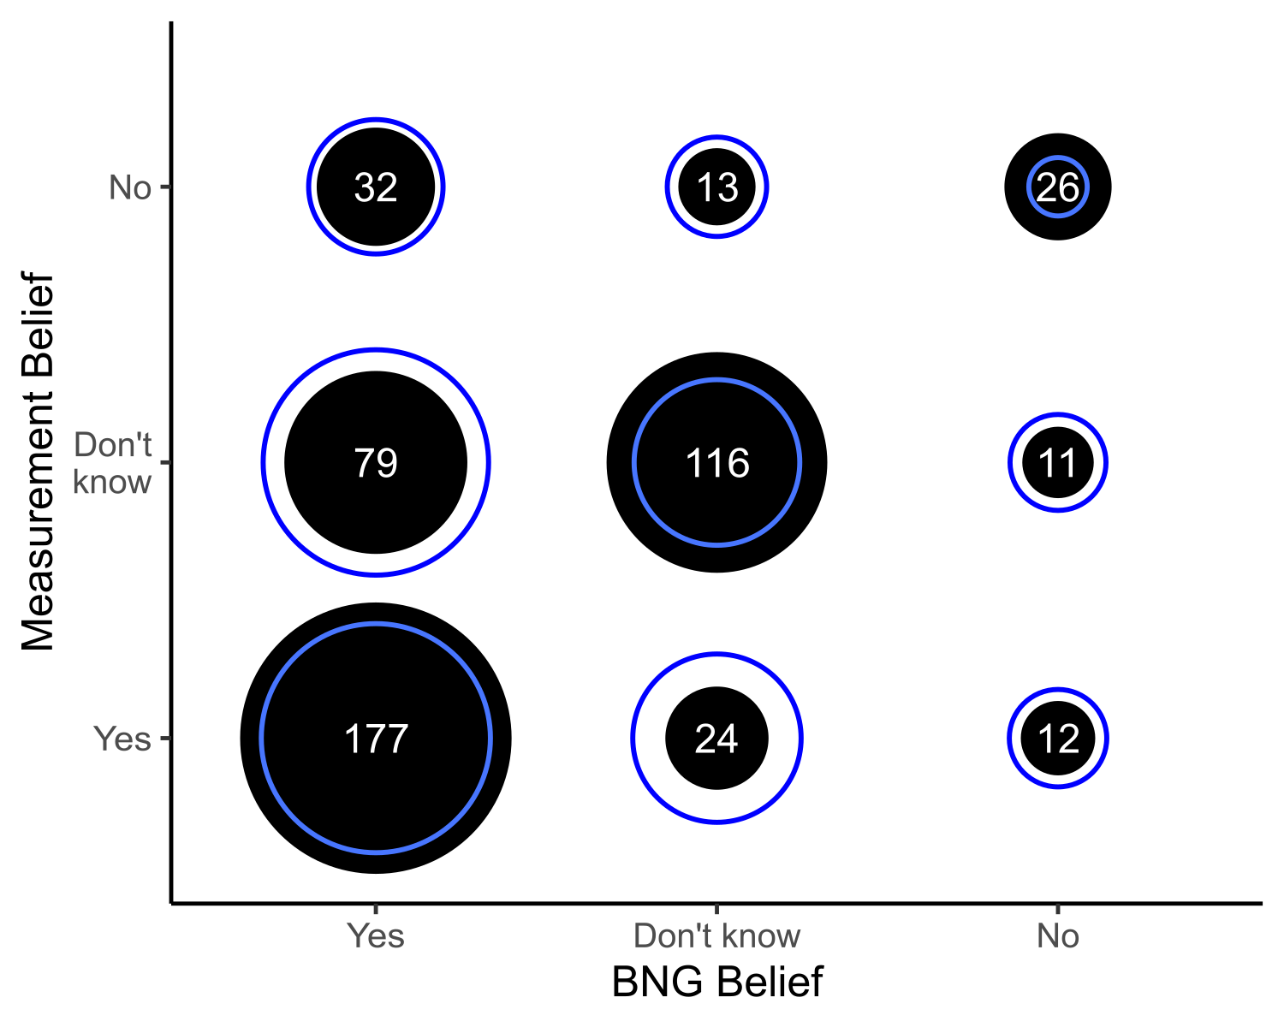 Measurement Belief
No
32
13
26
Don't
know
79
116
11
Yes
177
24
12
Yes
Don't know
No
BNG Belief